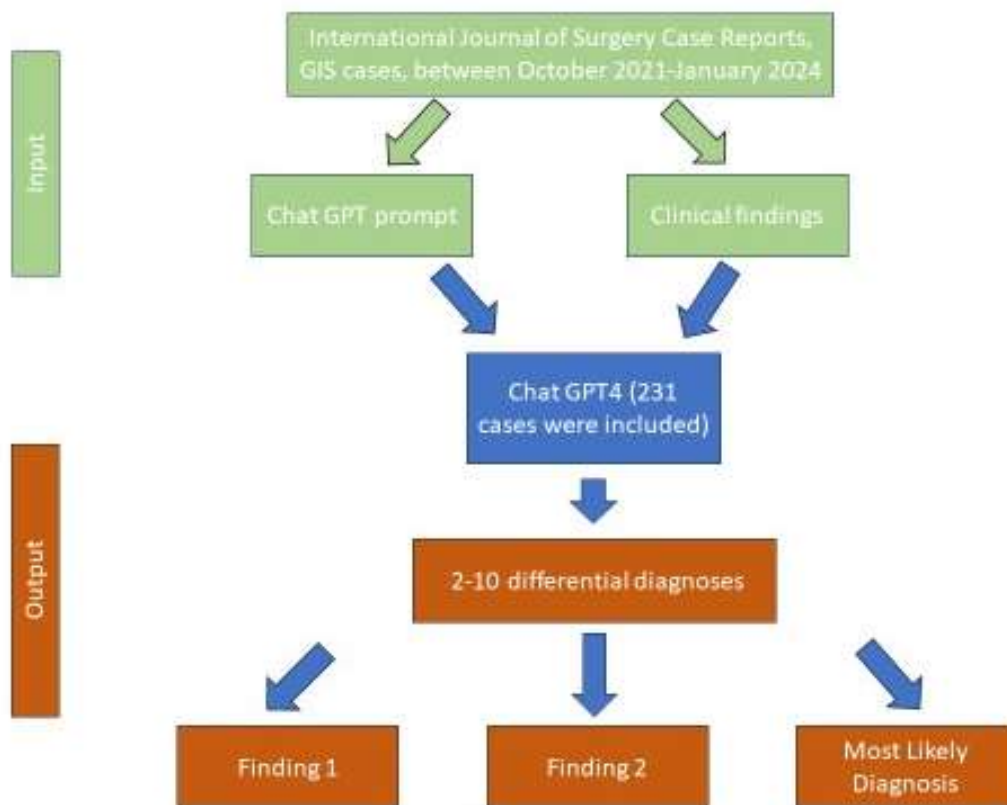 International Journal of Surgery Case Reports,
GIS cases, between October 2021-January 2024
Input
Chat GPT prompt
Clinical findings
Chat GPT4 (231
cases were included)
Output
2-10 differential diagnoses
Finding 1
Finding 2
Most Likely
Diagnosis